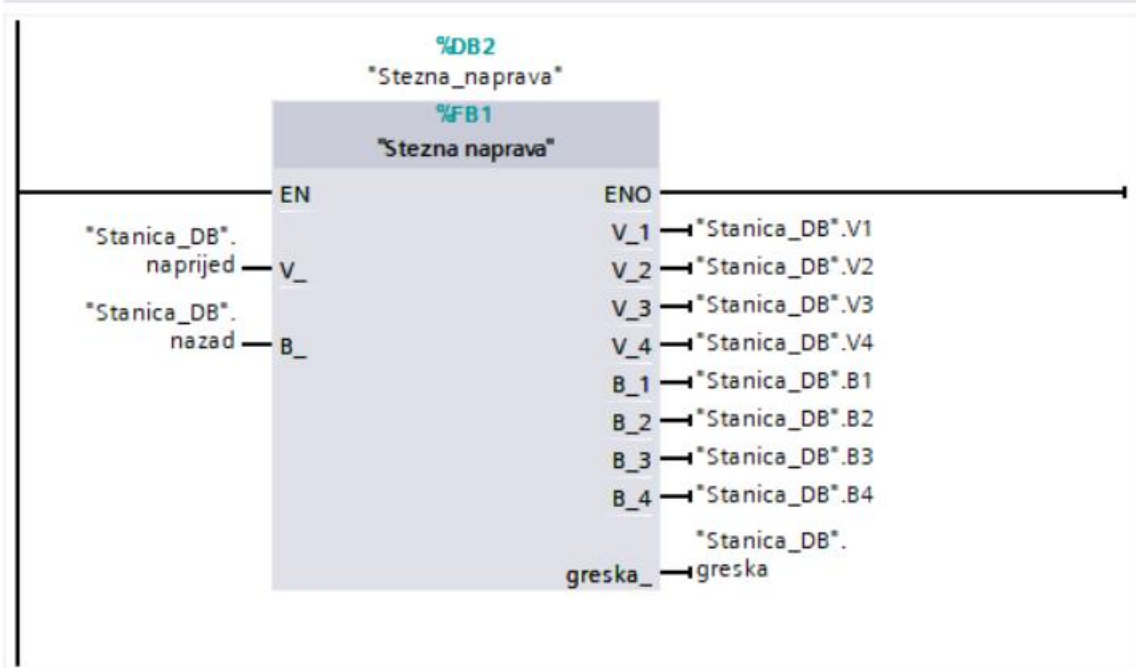 %DB2
"Stezna_naprava"
%FB1
"Stezna naprava"
EN
ENO
"Stanica_DB".
naprijed
V_
"Stanica_DB".
nazad
B_
V_1
"Stanica_DB".V1
V_2
"Stanica_DB".V2
V_3
"Stanica_DB".V3
V_4
"Stanica_DB".V4
B_1
"Stanica_DB".B1
B_2
"Stanica_DB".B2
B_3
"Stanica_DB".B3
B_4
"Stanica_DB".B4
"Stanica_DB".
greska_
greska